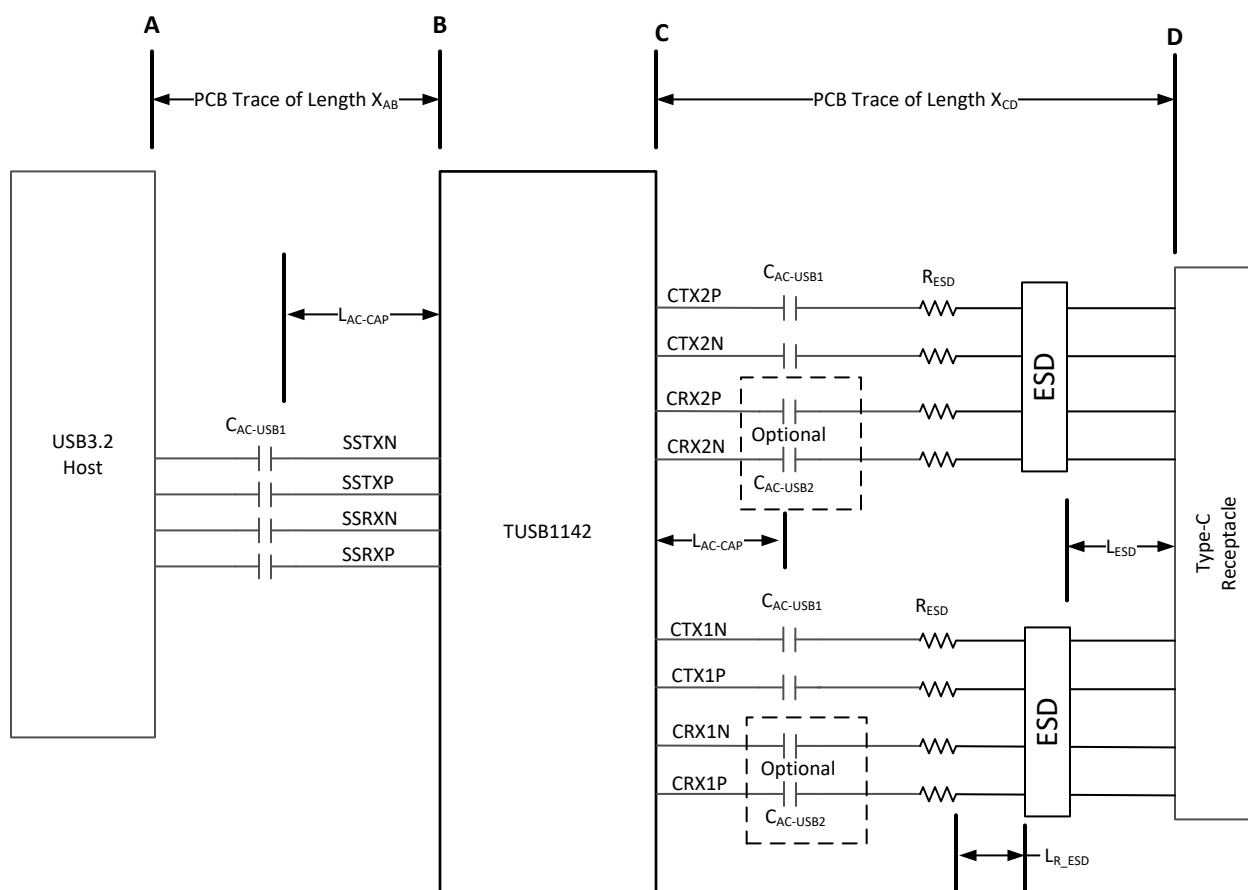 A
B
C
D
PCB Trace of Length XAB
PCB Trace of Length XCD
CAC-USB1
RESD
CTX2P
LAC-CAP
CTX2N
ESD
CRX2P
CAC-USB1
Optional
USB3.2
Host
SSTXN
CRX2N
CAC-USB2
SSTXP
SSRXN
TUSB1142
LAC-CAP
LESD
Type-C
Receptacle
SSRXP
CAC-USB1
RESD
CTX1N
CTX1P
ESD
CRX1N
Optional
CRX1P
CAC-USB2
LR_ESD